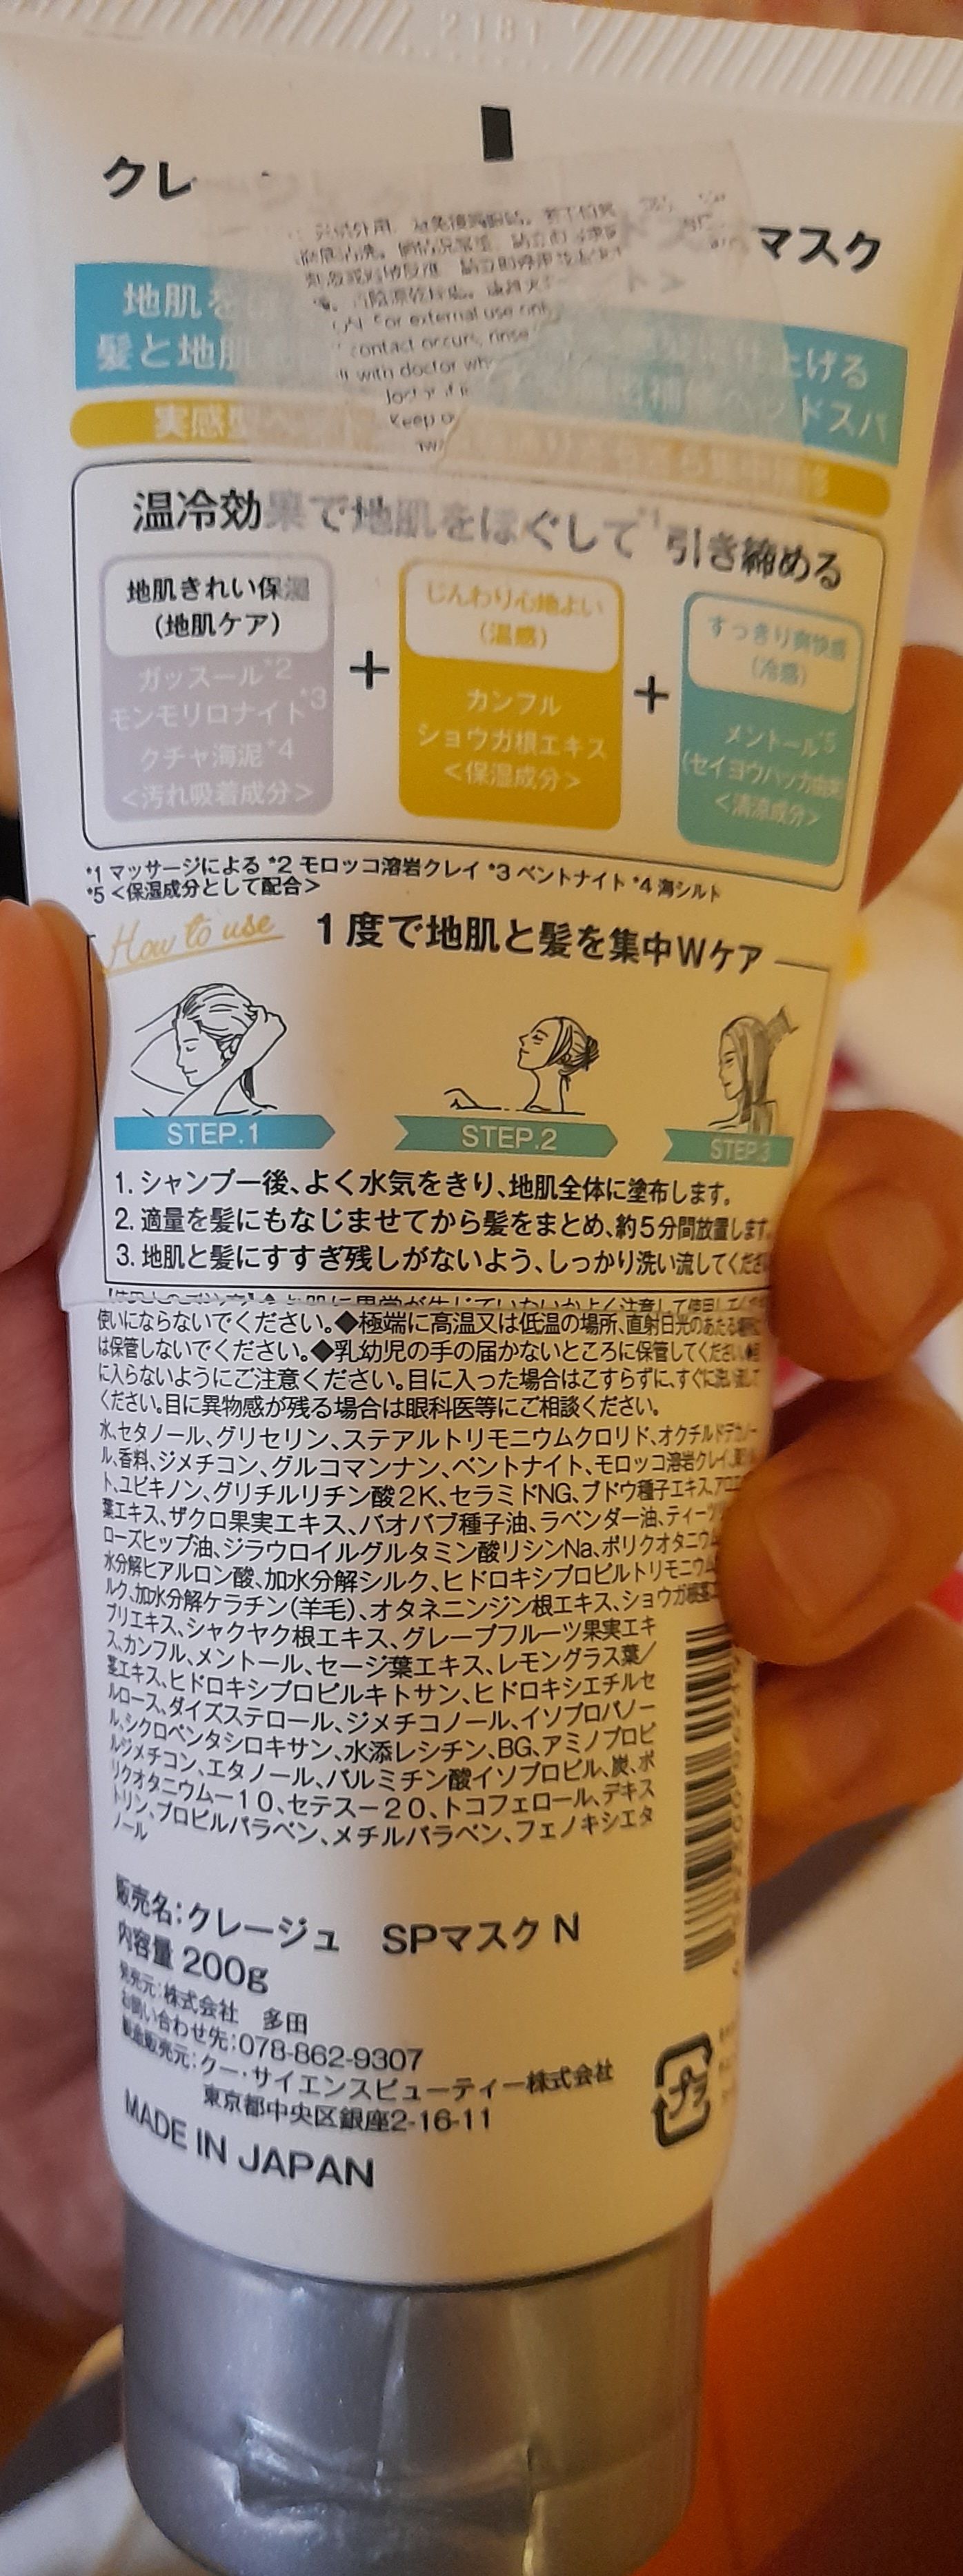 2181
クレ
マスク
For external use only
contact occurs, rinse
with doctor
Keep
地肌を
上げる
髪と地肌
補修ヘッドスパ
実感型
温冷効果で地肌をほぐして*1引き締める
地肌きれい保湿
(地肌ケア)
ガッスール*2
モンモリロナイト*3
クチャ海泥*4
<汚れ吸着成分>
+
じんわり心地よい
(温感)
カンフル
ショウガ根エキス
<保湿成分>
+
すっきり爽快感
(冷感)
メントール*5
(セイヨウハッカ由来)
<清涼成分>
*1 マッサージによる *2 モロッコ溶岩クレイ *3 ベントナイト *4 海シルト
*5 <保湿成分として配合>
How to use 1度で地肌と髪を集中Wケア
STEP.1 STEP.2 STEP.3
1. シャンプー後、よく水気をきり、地肌全体に塗布します。
2. 適量を髪にもなじませてから髪をまとめ、約5分間放置します。
3. 地肌と髪にすすぎ残しがないよう、しっかり洗い流してくださ
使いにならないでください。◆極端に高温又は低温の場所、直射日光のあたる場所に
は保管しないでください。◆乳幼児の手の届かないところに保管してください。◆目
に入らないようにご注意ください。目に入った場合はこすらずに、すぐに洗い流して
ください。目に異物感が残る場合は眼科医等にご相談ください。
水、セタノール、グリセリン、ステアルトリモニウムクロリド、オクチルドデカノー
ル、香料、ジメチコン、グルコマンナン、ベントナイト、モロッコ溶岩クレイ、
ト、ユビキノン、グリチルリチン酸2K、セラミドNG、ブドウ種子エキス、アロエ
葉エキス、ザクロ果実エキス、バオバブ種子油、ラベンダー油、ティーツ
ローズヒップ油、ジラウロイルグルタミン酸リシンNa、ポリクオタニウム
水分解ヒアルロン酸、加水分解シルク、ヒドロキシプロピルトリモニウム
ルク、加水分解ケラチン(羊毛)、オタネニンジン根エキス、ショウガ根茎エ
プリエキス、シャクヤク根エキス、グレープフルーツ果実エキ
ス、カンフル、メントール、セージ葉エキス、レモングラス葉/
茎エキス、ヒドロキシプロピルキトサン、ヒドロキシエチルセ
ルロース、ダイズステロール、ジメチコノール、イソプロパノー
ル、シクロペンタシロキサン、水添レシチン、BG、アミノプロピ
ルジメチコン、エタノール、パルミチン酸イソプロピル、炭、ポ
リクオタニウム－10、セテス－20、トコフェロール、デキス
トリン、プロピルパラベン、メチルパラベン、フェノキシエタ
ノール
販売名:クレージュ SPマスク N
内容量 200g
発売元:株式会社 多田
お問い合わせ先:078-862-9307
製造販売元:クー・サイエンスビューティー株式会社
東京都中央区銀座2-16-11
MADE IN JAPAN
プラ